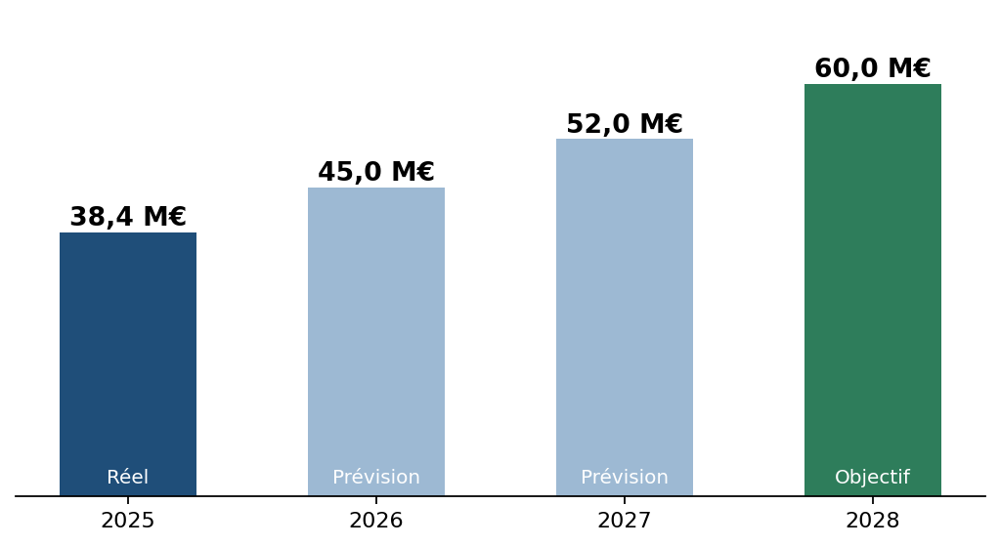 60,0 M€
52,0 M€
45,0 M€
38,4 M€
Réel
Prévision
Prévision
Objectif
2025
2026
2027
2028